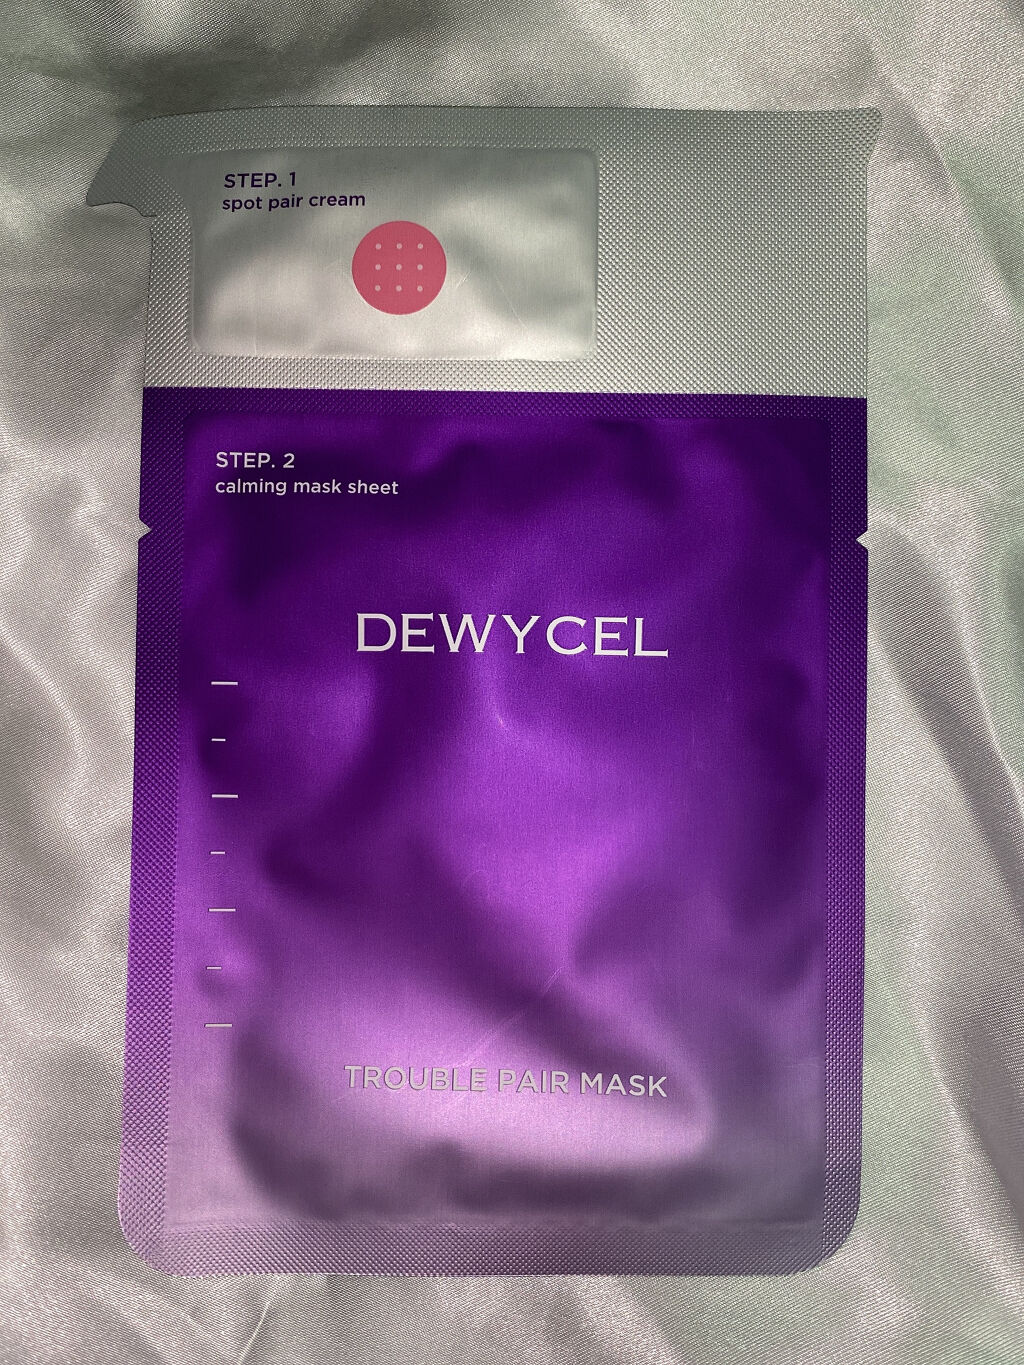 STEP. 1
spot pair cream
STEP. 2
calming mask sheet
DEWYCEL
TROUBLE PAIR MASK